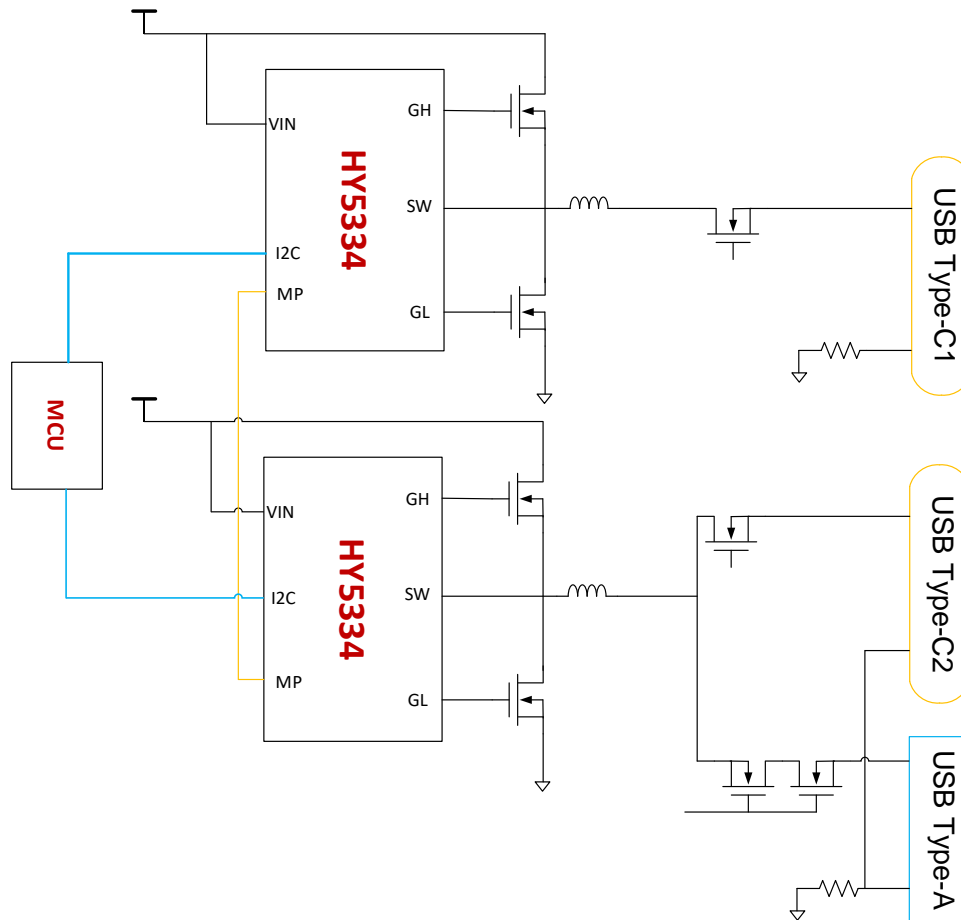 VIN
GH
HY5334
SW
I2C
MP
GL
USB Type-C1
MCU
VIN
GH
HY5334
SW
I2C
MP
GL
USB Type-C2
USB Type-A